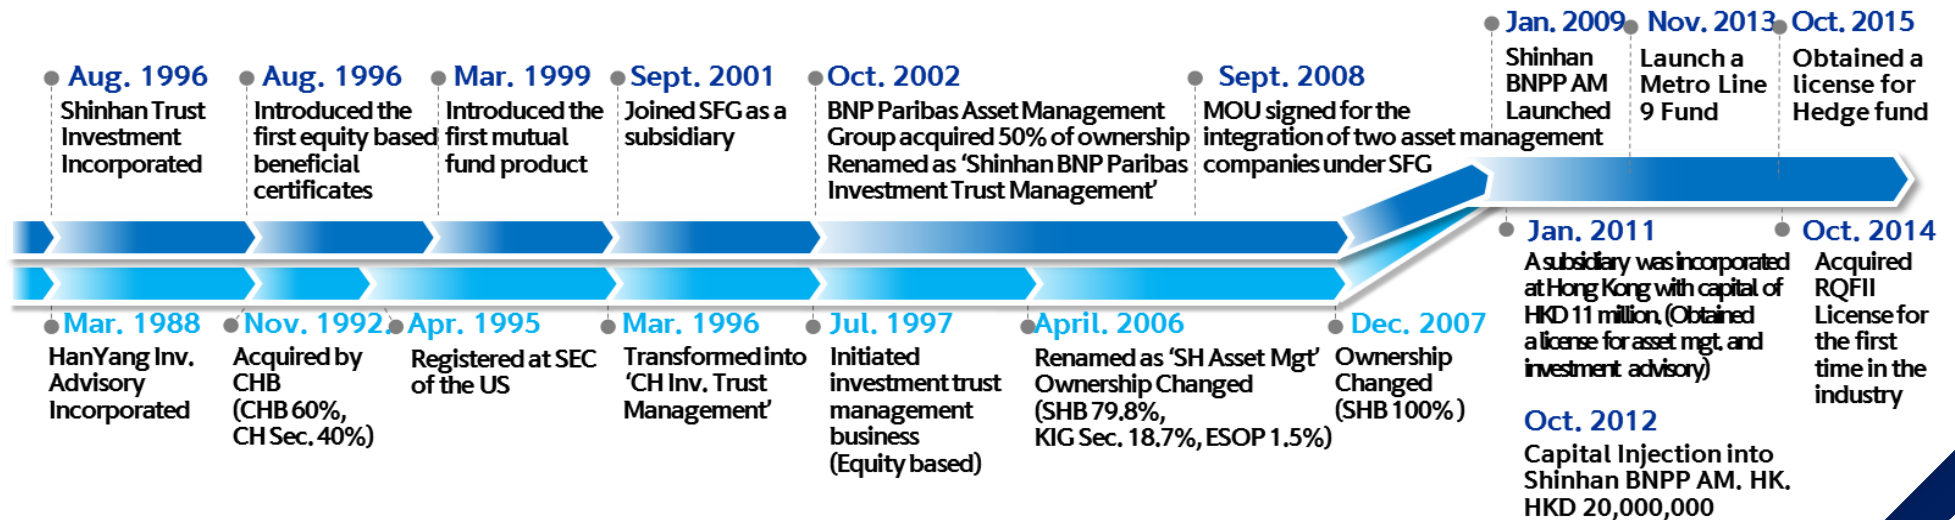 Aug. 1996
Shinhan Trust
Investment
Incorporated
Aug. 1996
Introduced the
first equity based
beneficial
certificates
Mar. 1999
Introduced the
first mutual
fund product
Sept. 2001
Joined SFG as a
subsidiary
Oct. 2002
BNP Paribas Asset Management
Group acquired 50% of ownership
Renamed as ‘Shinhan BNP Paribas
Investment Trust Management’
Sept. 2008
MOU signed for the
integration of two asset management
companies under SFG
Jan. 2009
Shinhan
BNPP AM
Launched
Nov. 2013
Launch a
Metro Line
9 Fund
Oct. 2015
Obtained a
license for
Hedge fund
Mar. 1988
HanYang Inv.
Advisory
Incorporated
Nov. 1992.
Acquired by
CHB
(CHB 60%,
CH Sec. 40%)
Apr. 1995
Registered at SEC
of the US
Mar. 1996
Transformed into
‘CH Inv. Trust
Management’
Jul. 1997
Initiated
investment trust
management
business
(Equity based)
April. 2006
Renamed as ‘SH Asset Mgt’
Ownership Changed
(SHB 79.8%,
KIG Sec. 18.7%, ESOP 1.5%)
Dec. 2007
Ownership
Changed
(SHB 100% )
Jan. 2011
A subsidiary was incorporated
at Hong Kong with capital of
HKD 11 million. (Obtained
a license for asset mgt. and
investment advisory)
Oct. 2012
Capital Injection into
Shinhan BNPP AM. HK.
HKD 20,000,000
Oct. 2014
Acquired
RQFII
License for
the first
time in the
industry